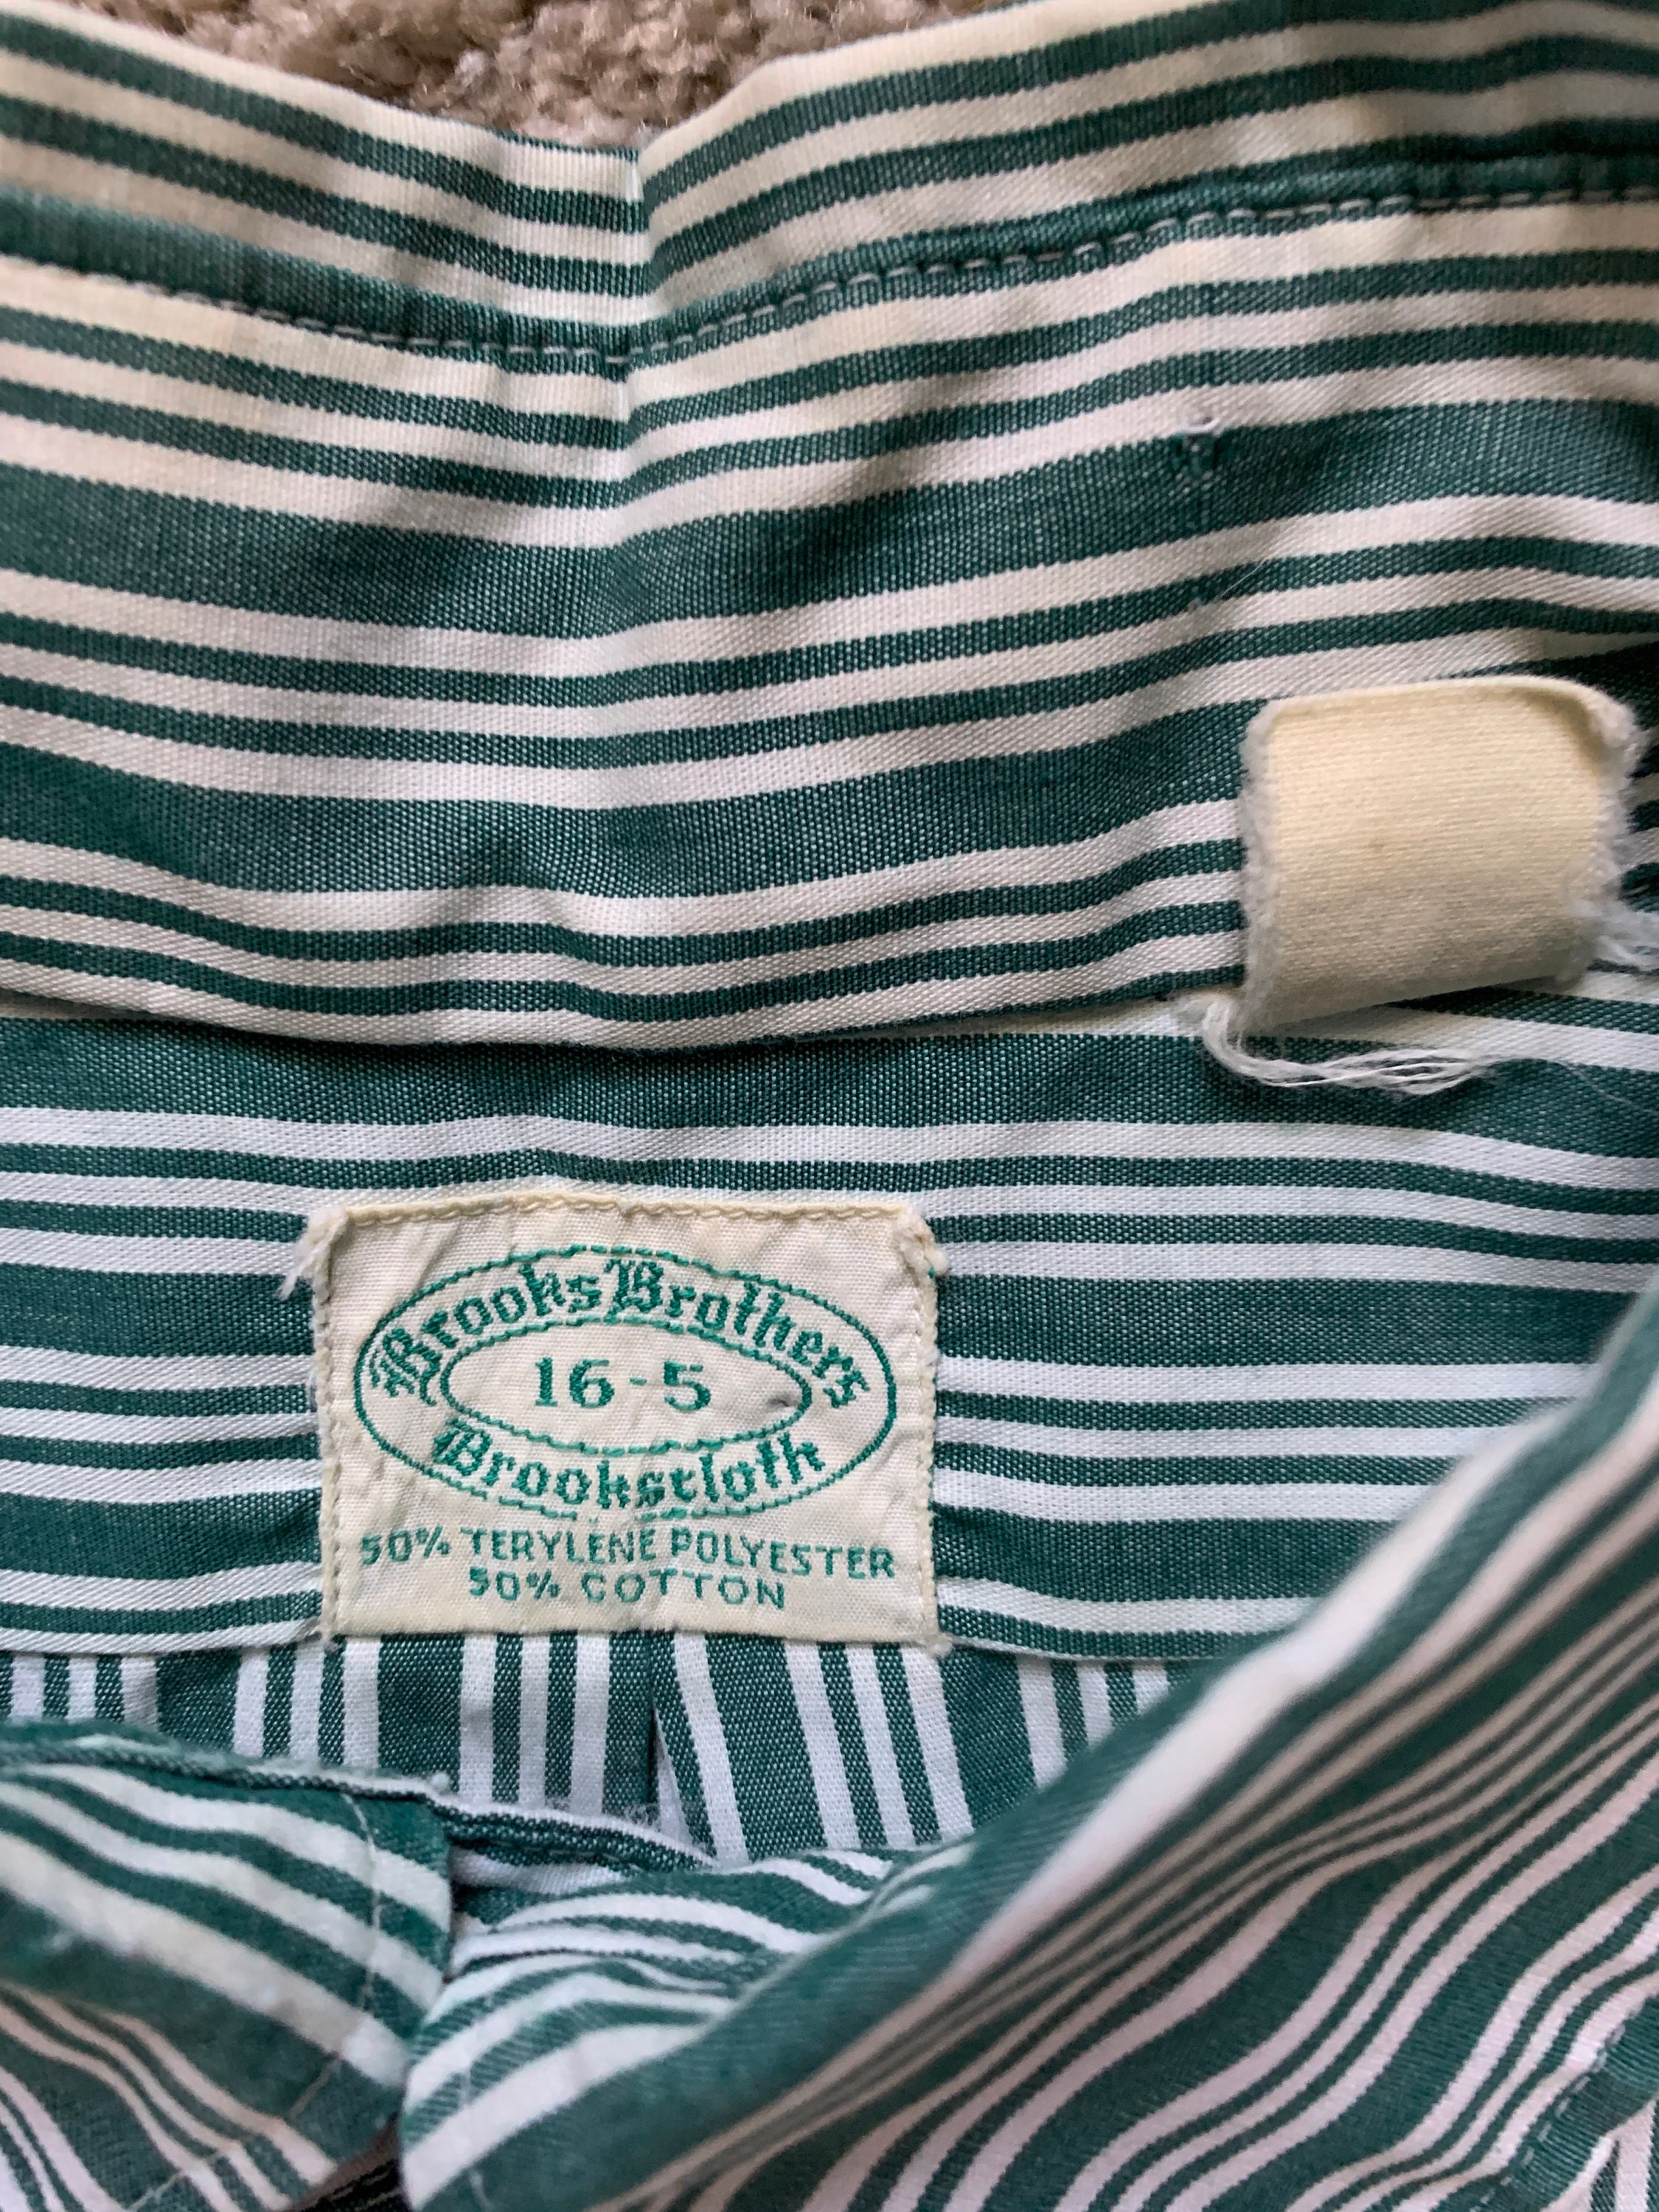 Brooks Brothers
16-5
Brookscloth
50% TERYLENE POLYESTER
50% COTTON